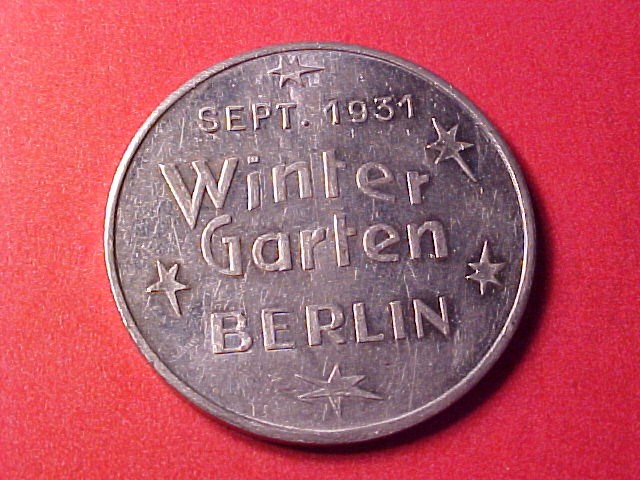 SEPT. 1931
Winter
Garten
BERLIN